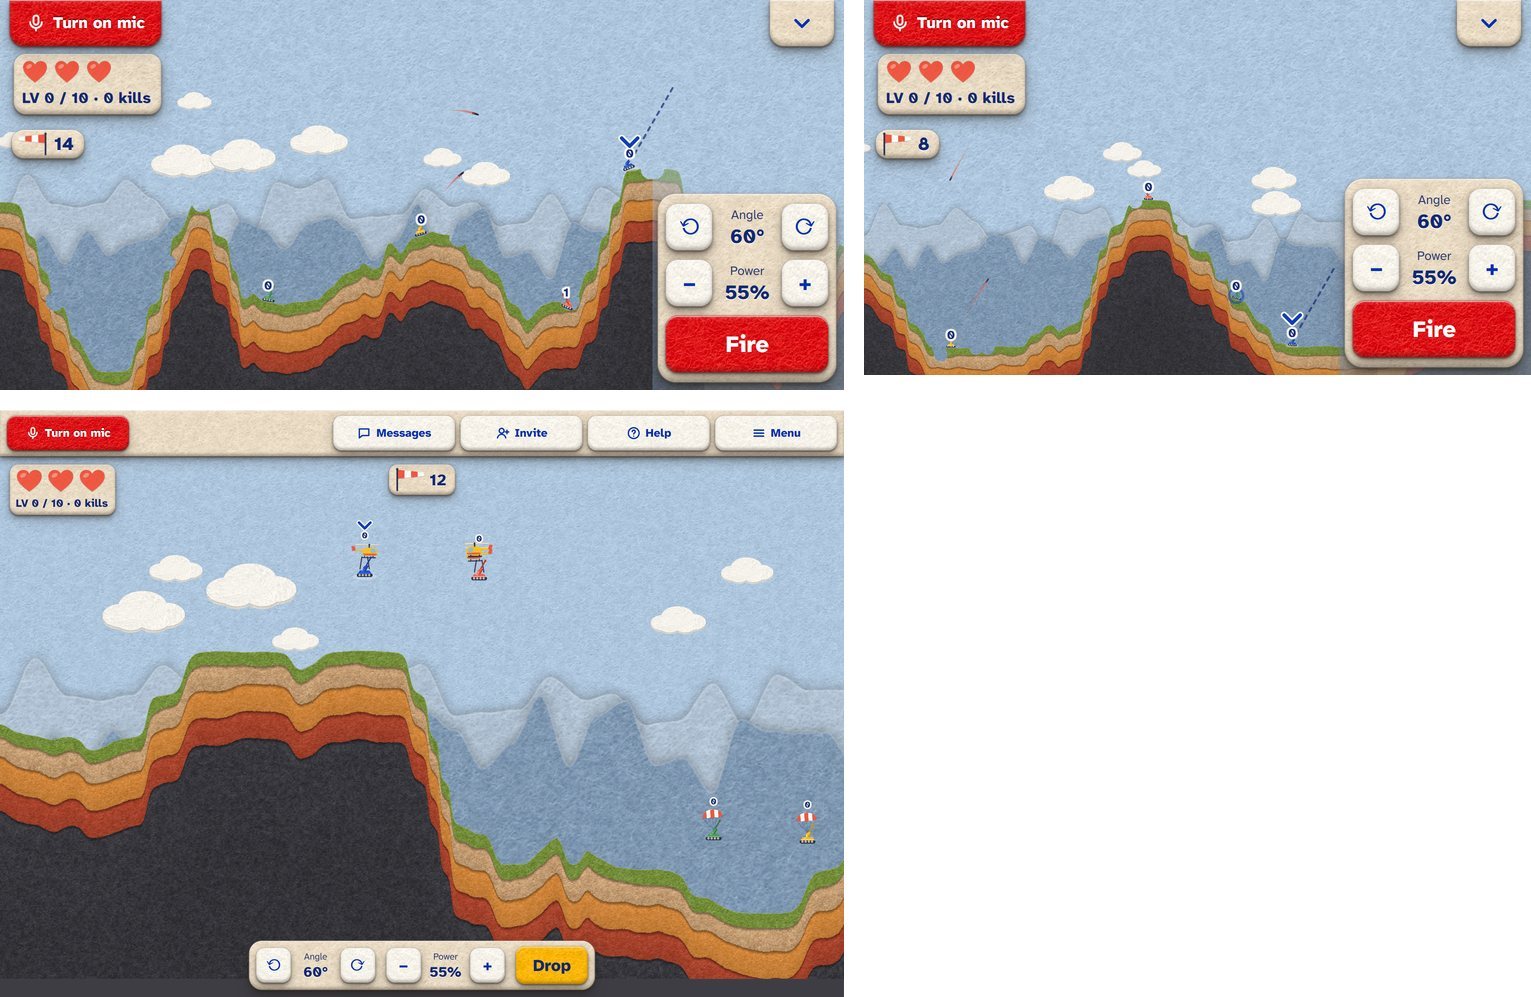 Turn on mic
LV 0 / 10 · 0 kills
14
0
0
0
1
Angle
60°
Power
55%
Fire
Turn on mic
LV 0 / 10 · 0 kills
8
0
0
0
0
Angle
60°
Power
55%
Fire
Turn on mic
Messages
Invite
Help
Menu
LV 0 / 10 · 0 kills
12
0
0
0
0
Angle
60°
Power
55%
Drop